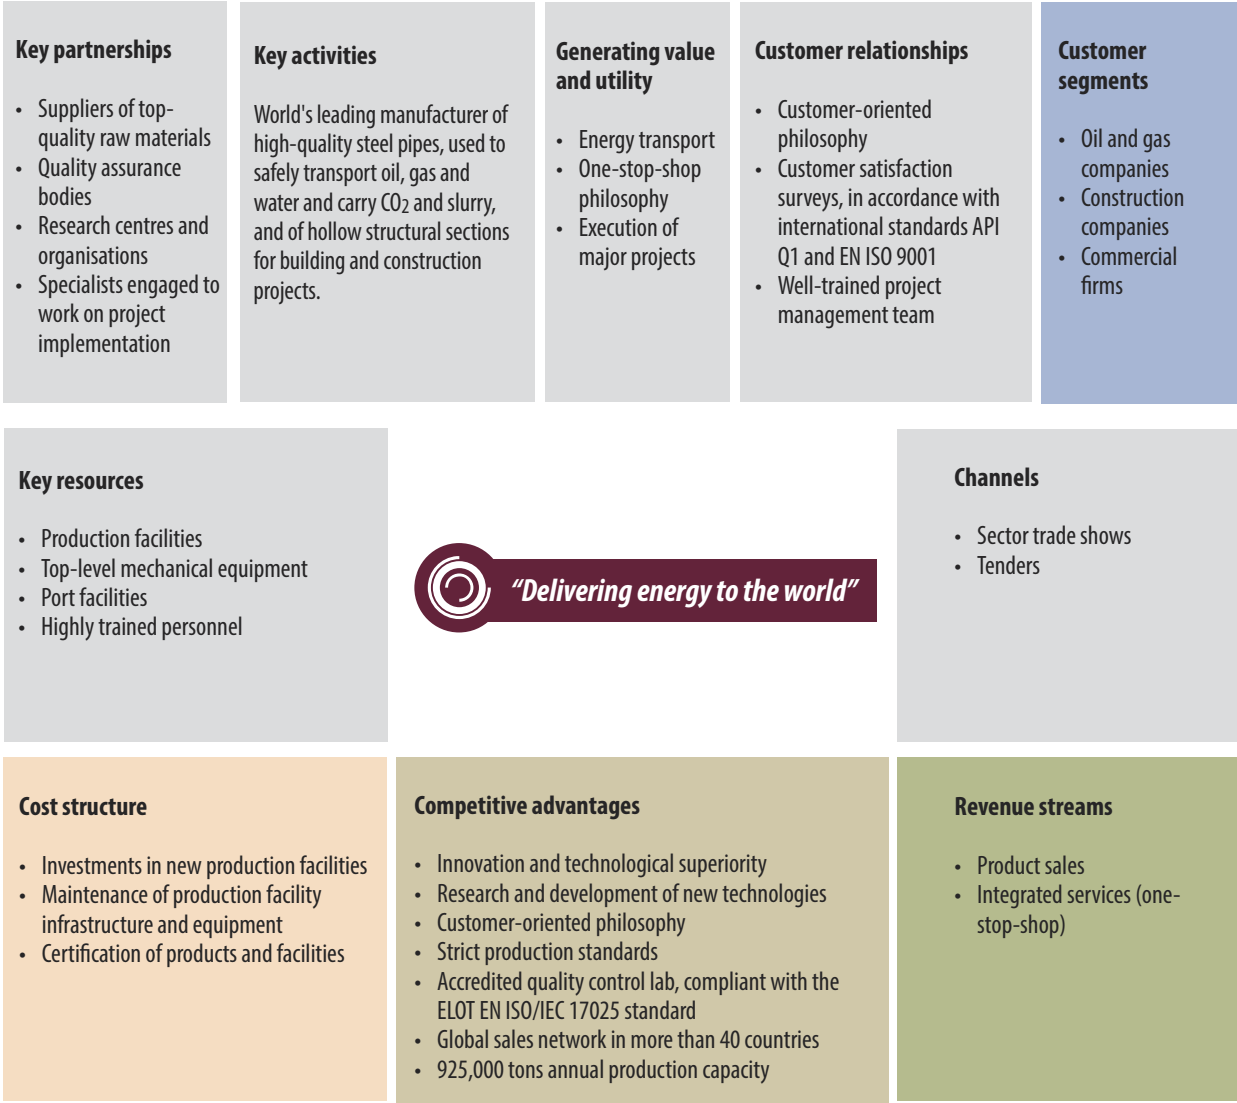 Key partnerships
• Suppliers of top-
quality raw materials
• Quality assurance
bodies
• Research centres and
organisations
• Specialists engaged to
work on project
implementation
Key activities
World's leading manufacturer of
high-quality steel pipes, used to
safely transport oil, gas and
water and carry CO2 and slurry,
and of hollow structural sections
for building and construction
projects.
Generating value
and utility
• Energy transport
• One-stop-shop
philosophy
• Execution of
major projects
Customer relationships
• Customer-oriented
philosophy
• Customer satisfaction
surveys, in accordance with
international standards API
Q1 and EN ISO 9001
• Well-trained project
management team
Customer
segments
• Oil and gas
companies
• Construction
companies
• Commercial
firms
Key resources
• Production facilities
• Top-level mechanical equipment
• Port facilities
• Highly trained personnel
“Delivering energy to the world”
Channels
• Sector trade shows
• Tenders
Cost structure
• Investments in new production facilities
• Maintenance of production facility
infrastructure and equipment
• Certification of products and facilities
Competitive advantages
• Innovation and technological superiority
• Research and development of new technologies
• Customer-oriented philosophy
• Strict production standards
• Accredited quality control lab, compliant with the
ELOT EN ISO/IEC 17025 standard
• Global sales network in more than 40 countries
• 925,000 tons annual production capacity
Revenue streams
• Product sales
• Integrated services (one-
stop-shop)